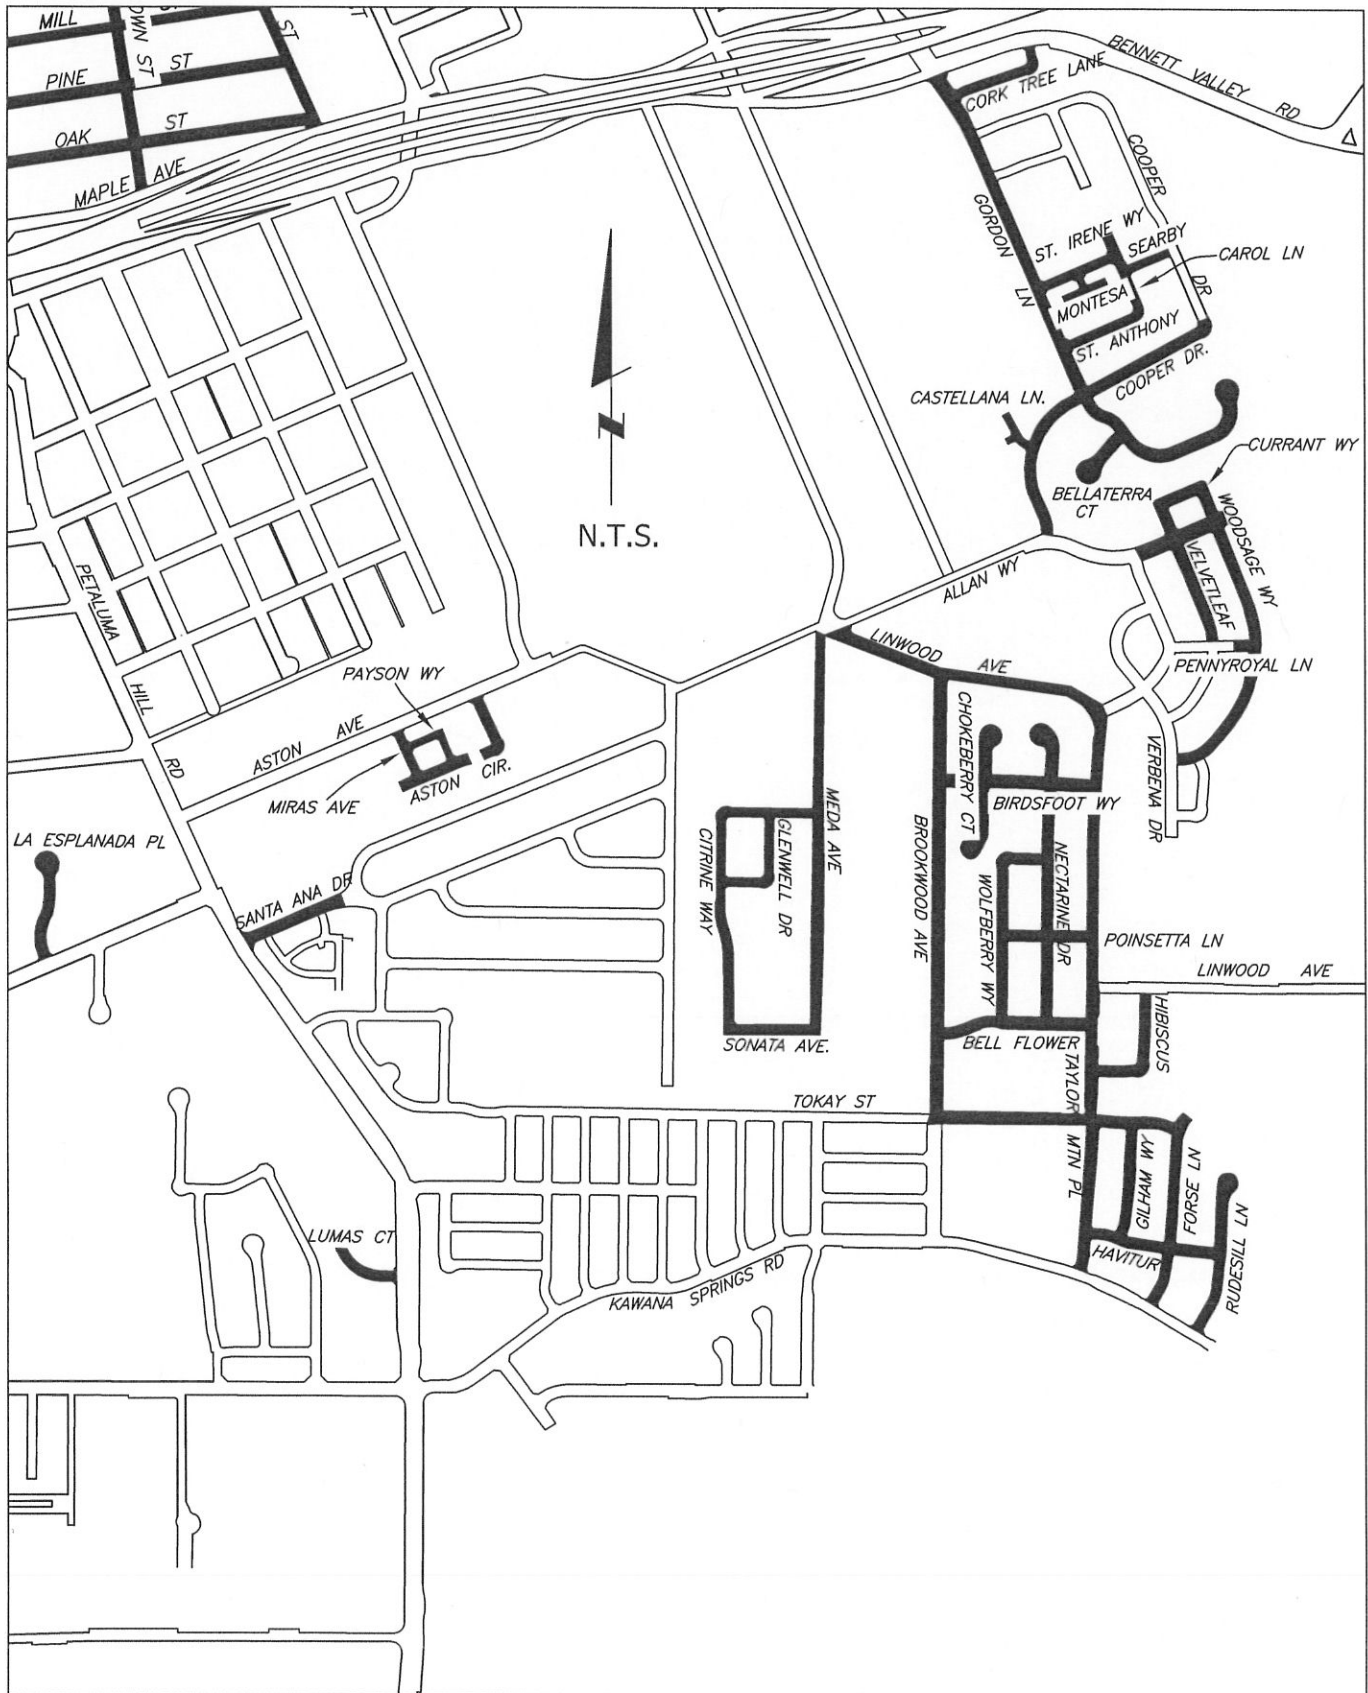 MILL
OWN ST
ST
PINE ST
OAK ST
MAPLE AVE
BENNETT VALLEY RD
CORK TREE LANE
COOPER DR
GORDON LN
ST. IRENE WY
SEARBY
CAROL LN
MONTESA
ST. ANTHONY
COOPER DR.
CASTELLANA LN.
CURRANT WY
BELLATERRA
CT
WOODSAGE WY
VELVETLEAF
N.T.S.
ALLAN WY
PETALUMA HILL RD
LINWOOD AVE
PENNYROYAL LN
PAYSON WY
ASTON AVE
MIRAS AVE
ASTON CIR.
CHOKEBERRY CT
VERBENA DR
BIRDSFOOT WY
MEDA AVE
BROOKWOOD AVE
CITRINE WAY
GLENWELL DR
LA ESPLANADA PL
SANTA ANA DR
WOLFBERRY WY
NECTARINE DR
POINSETTA LN
LINWOOD AVE
HIBISCUS
SONATA AVE.
BELL FLOWER
TAYLOR MTN PL
TOKAY ST
GILHAM WY
FORSE LN
RUDESILL LN
LUMAS CT
HAVITUR
KAWANA SPRINGS RD